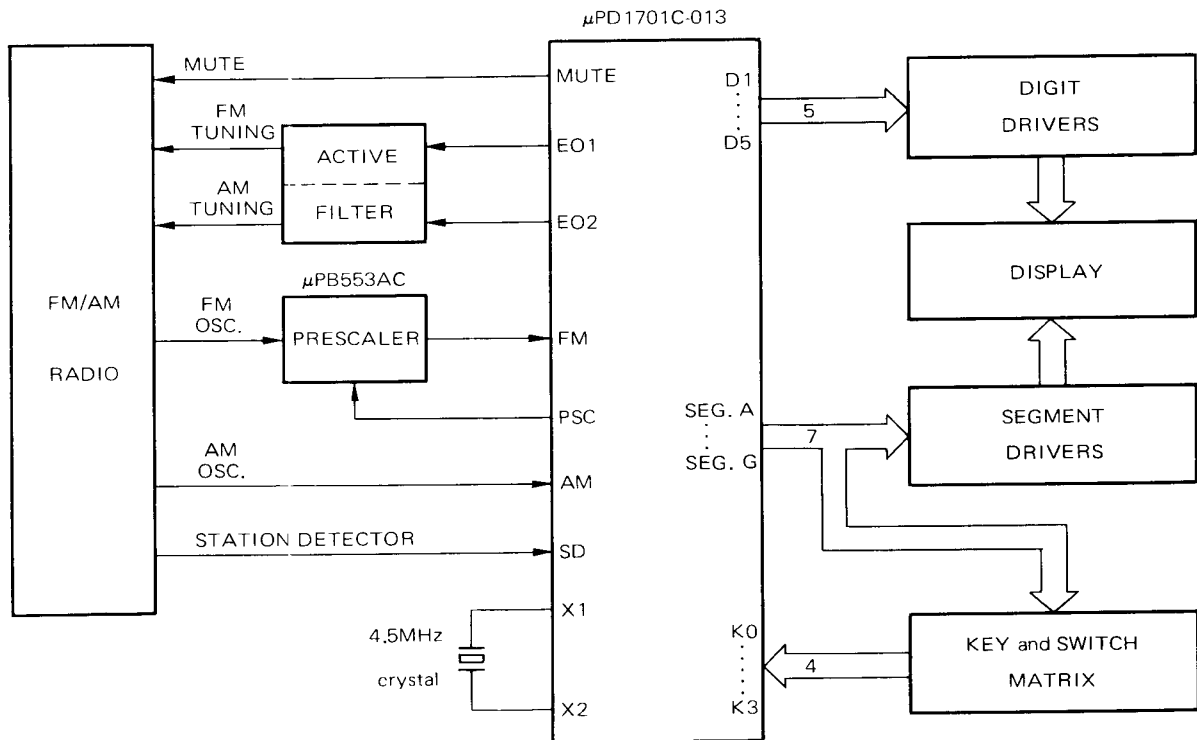 μPD1701C-013
MUTE
FM
TUNING
AM
TUNING
ACTIVE
FILTER
FM/AM
RADIO
FM
OSC.
μPB553AC
PRESCALER
AM
OSC.
STATION DETECTOR
4.5MHz
crystal
MUTE
EO1
EO2
FM
PSC
AM
SD
X1
X2
D1
D5
SEG. A
SEG. G
K0
K3
5
7
4
DIGIT
DRIVERS
DISPLAY
SEGMENT
DRIVERS
KEY and SWITCH
MATRIX